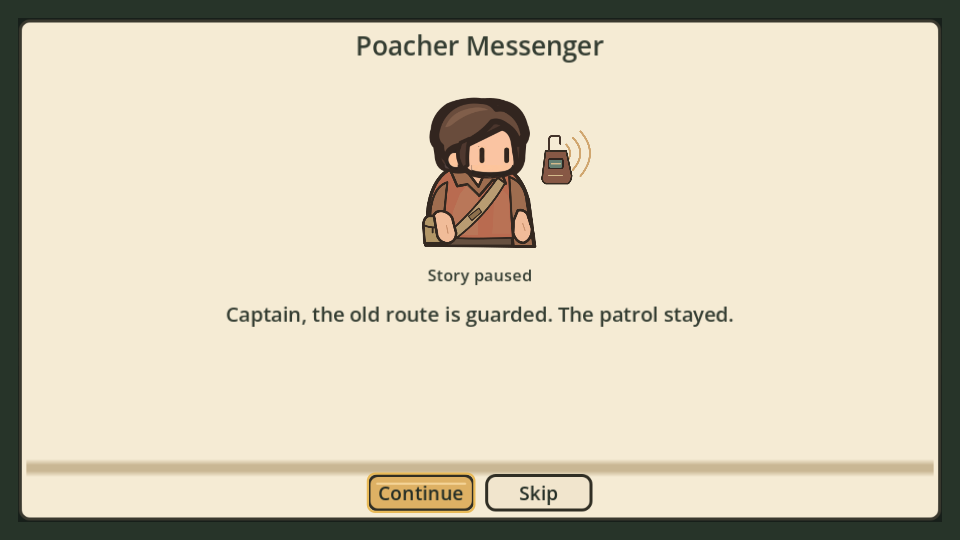 Poacher Messenger
Story paused
Captain, the old route is guarded. The patrol stayed.
Continue
Skip